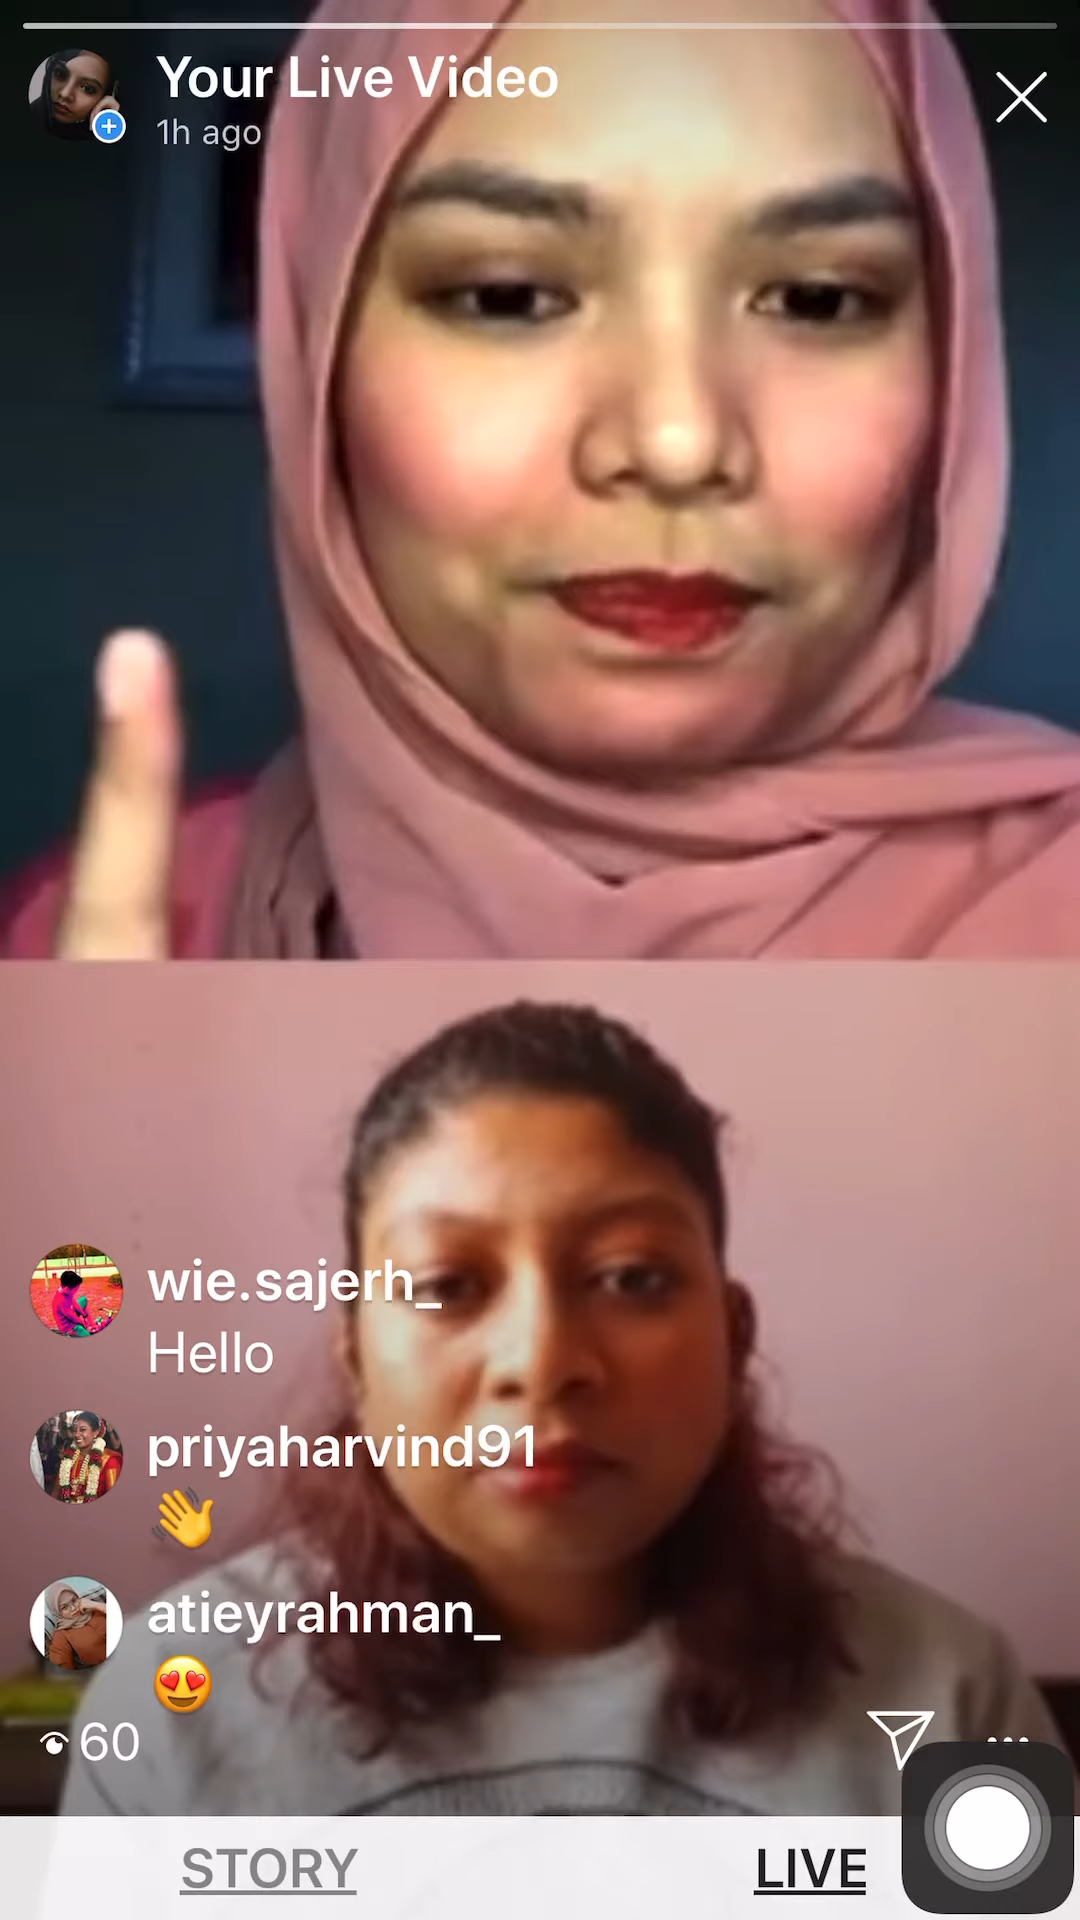 Your Live Video
1h ago
wie.sajerh_
Hello
priyaharvind91
👋
atieyrahman_
😍
60
STORY
LIVE